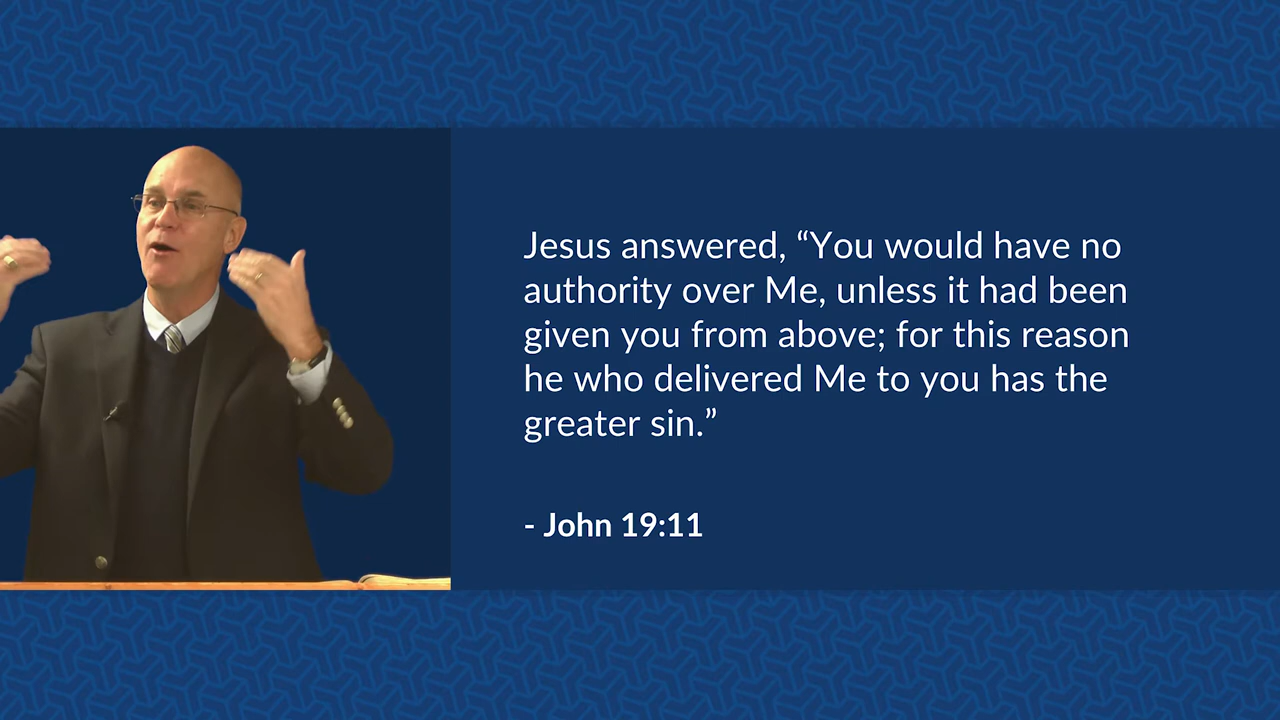 Jesus answered, “You would have no
authority over Me, unless it had been
given you from above; for this reason
he who delivered Me to you has the
greater sin.”
- John 19:11